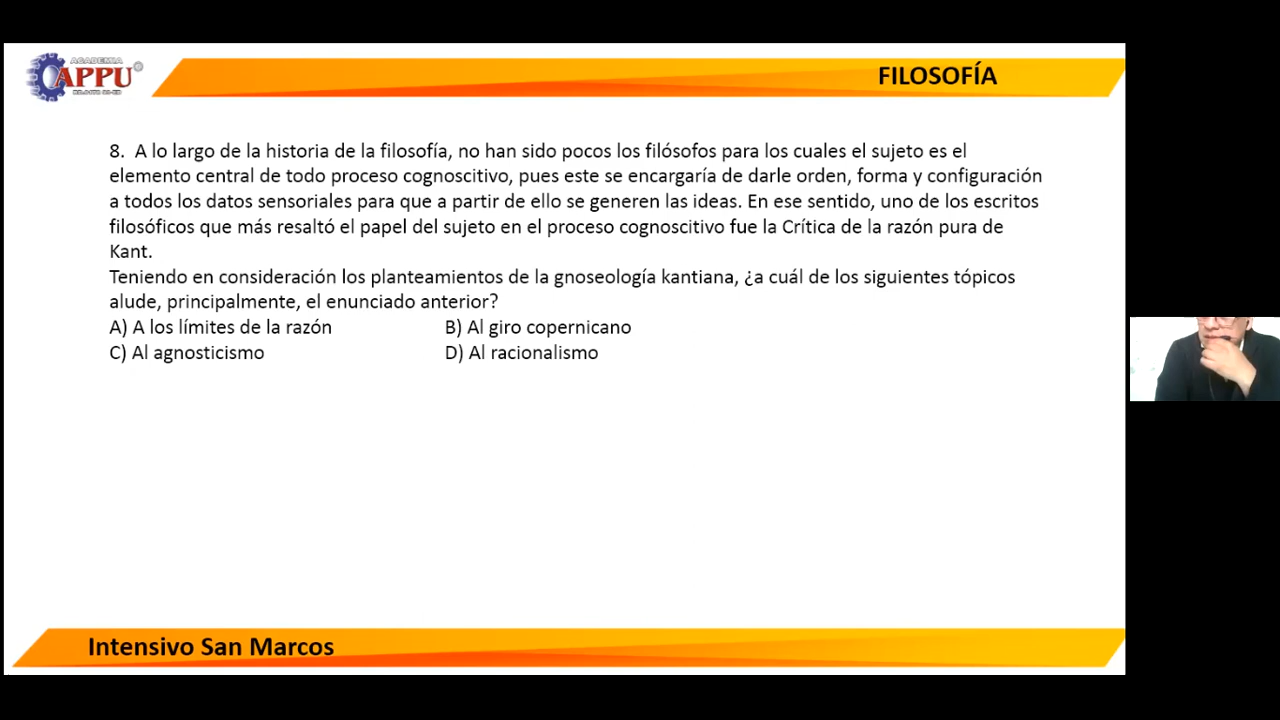 ACADEMIA
APPU
FILOSOFÍA
8. A lo largo de la historia de la filosofía, no han sido pocos los filósofos para los cuales el sujeto es el
elemento central de todo proceso cognoscitivo, pues este se encargaría de darle orden, forma y configuración
a todos los datos sensoriales para que a partir de ello se generen las ideas. En ese sentido, uno de los escritos
filosóficos que más resaltó el papel del sujeto en el proceso cognoscitivo fue la Crítica de la razón pura de
Kant.
Teniendo en consideración los planteamientos de la gnoseología kantiana, ¿a cuál de los siguientes tópicos
alude, principalmente, el enunciado anterior?
A) A los límites de la razón B) Al giro copernicano
C) Al agnosticismo D) Al racionalismo
Intensivo San Marcos